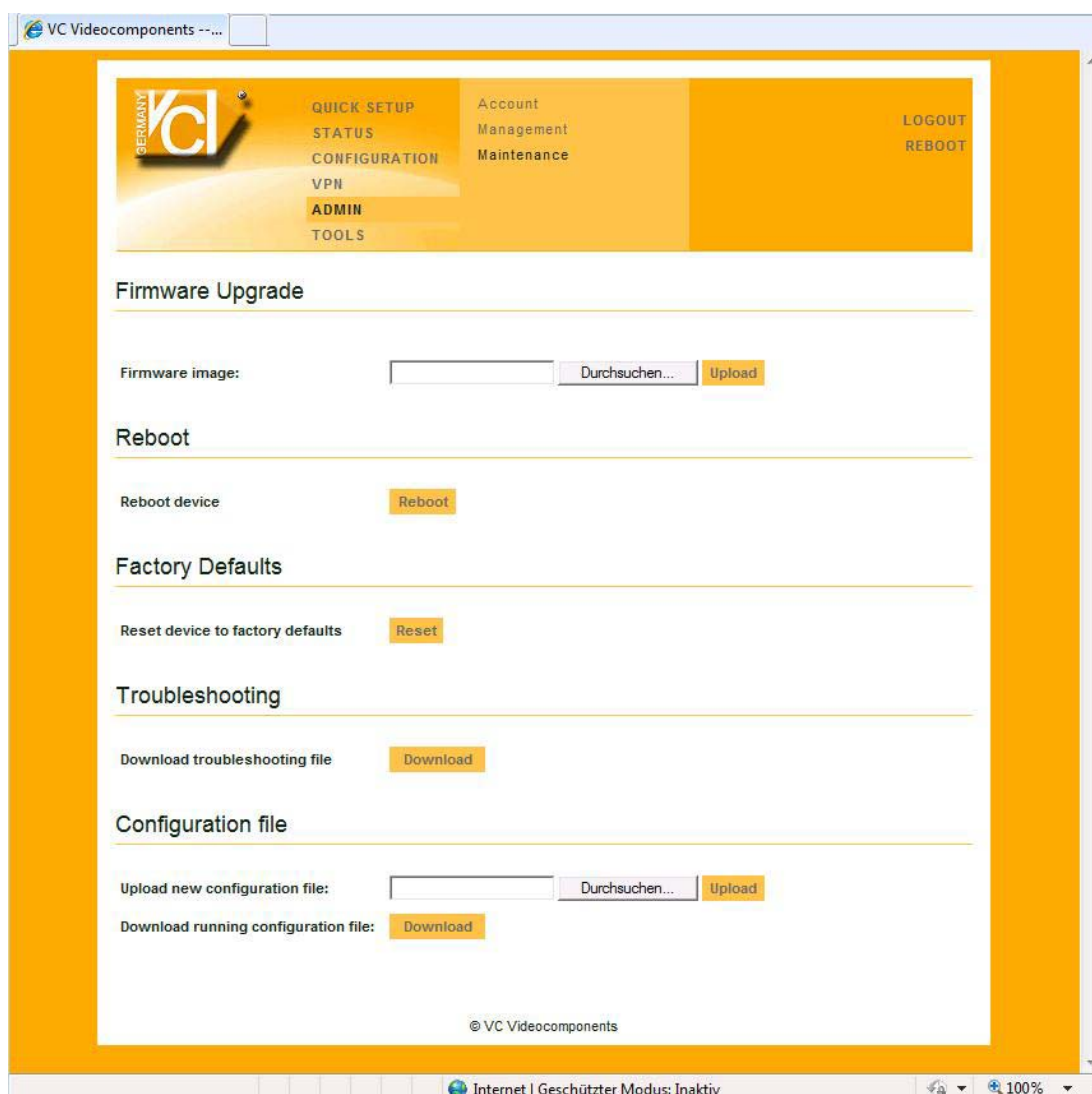 VC Videocomponents --...
GERMANY
VC
QUICK SETUP
STATUS
CONFIGURATION
VPN
ADMIN
TOOLS
Account
Management
Maintenance
LOGOUT
REBOOT
Firmware Upgrade
Firmware image: Durchsuchen... Upload
Reboot
Reboot device Reboot
Factory Defaults
Reset device to factory defaults Reset
Troubleshooting
Download troubleshooting file Download
Configuration file
Upload new configuration file: Durchsuchen... Upload
Download running configuration file: Download
© VC Videocomponents
Internet | Geschützter Modus: Inaktiv 100%